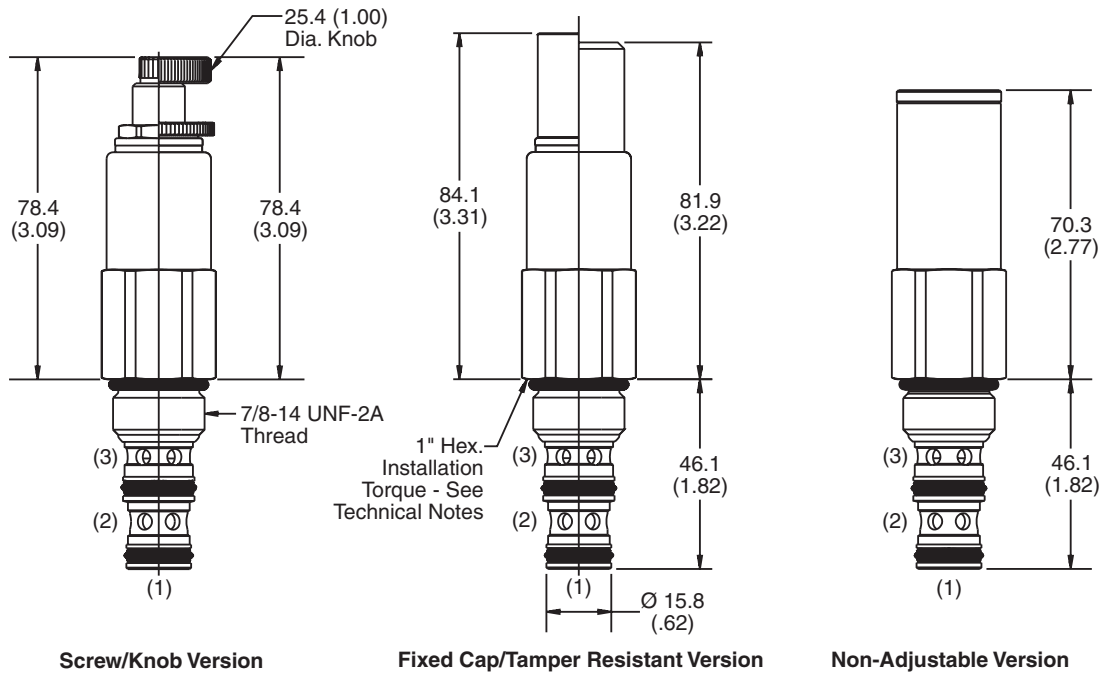 25.4 (1.00)
Dia. Knob
78.4
(3.09)
78.4
(3.09)
7/8-14 UNF-2A
Thread
(3)
(2)
(1)
Screw/Knob Version
84.1
(3.31)
81.9
(3.22)
1" Hex.
Installation
Torque - See
Technical Notes
(3)
(2)
(1)
46.1
(1.82)
Ø 15.8
(.62)
Fixed Cap/Tamper Resistant Version
70.3
(2.77)
(3)
(2)
(1)
46.1
(1.82)
Non-Adjustable Version